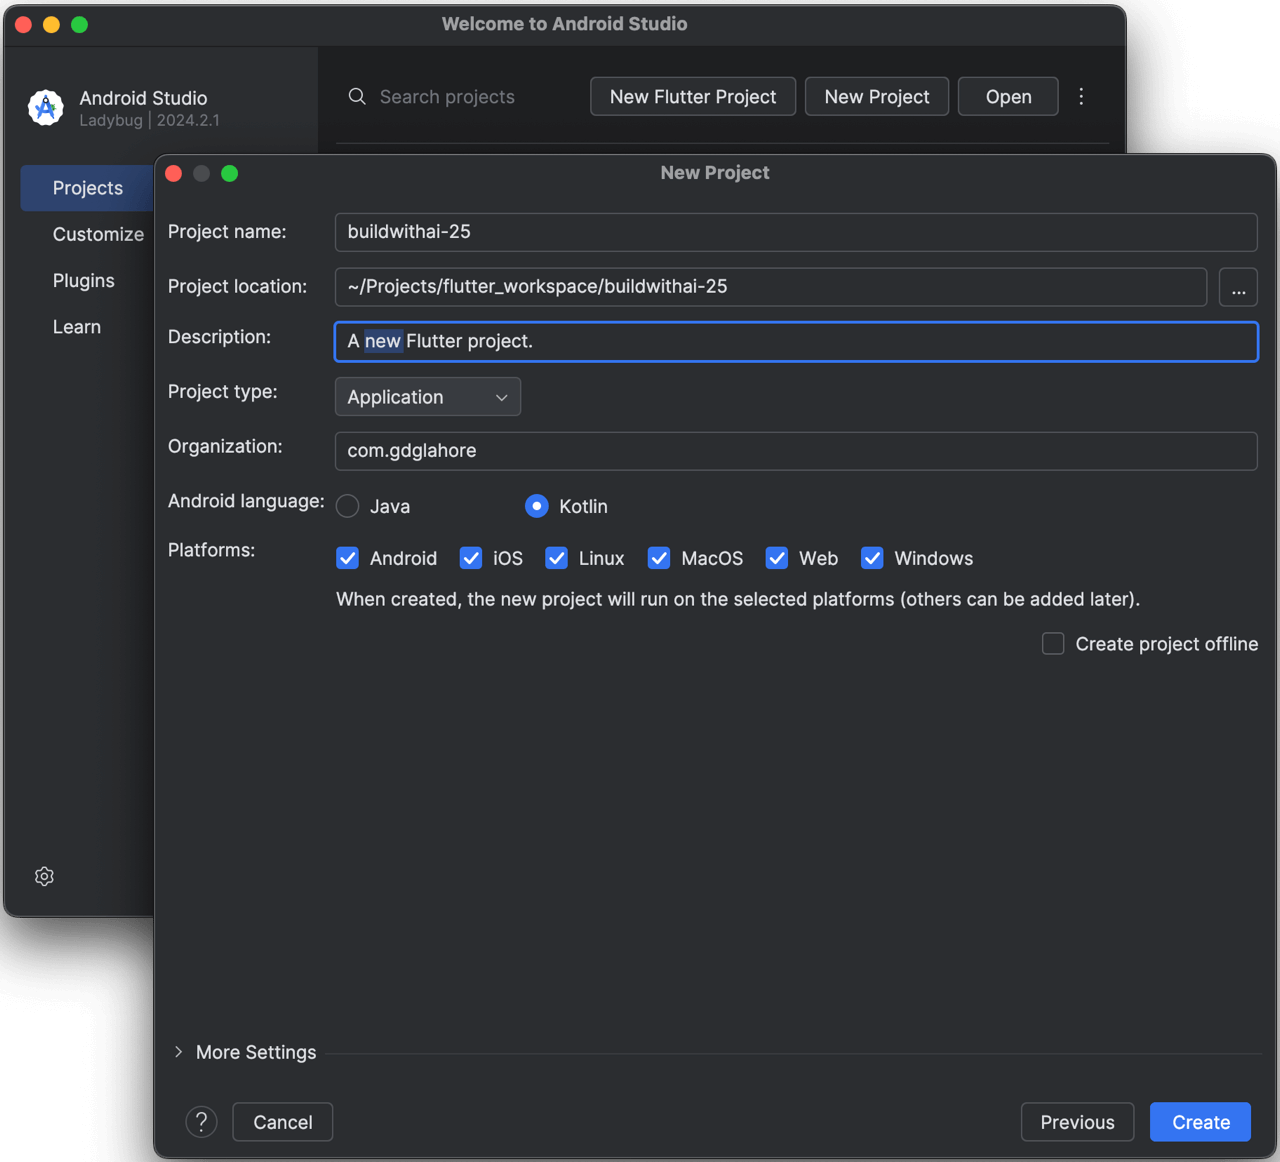 Welcome to Android Studio
Android Studio
Ladybug | 2024.2.1
Search projects
New Flutter Project
New Project
Open
Projects
Customize
Plugins
Learn
New Project
Project name:
buildwithai-25
Project location:
~/Projects/flutter_workspace/buildwithai-25
...
Description:
A new Flutter project.
Project type:
Application
Organization:
com.gdglahore
Android language:
Java
Kotlin
Platforms:
Android
iOS
Linux
MacOS
Web
Windows
When created, the new project will run on the selected platforms (others can be added later).
Create project offline
More Settings
?
Cancel
Previous
Create